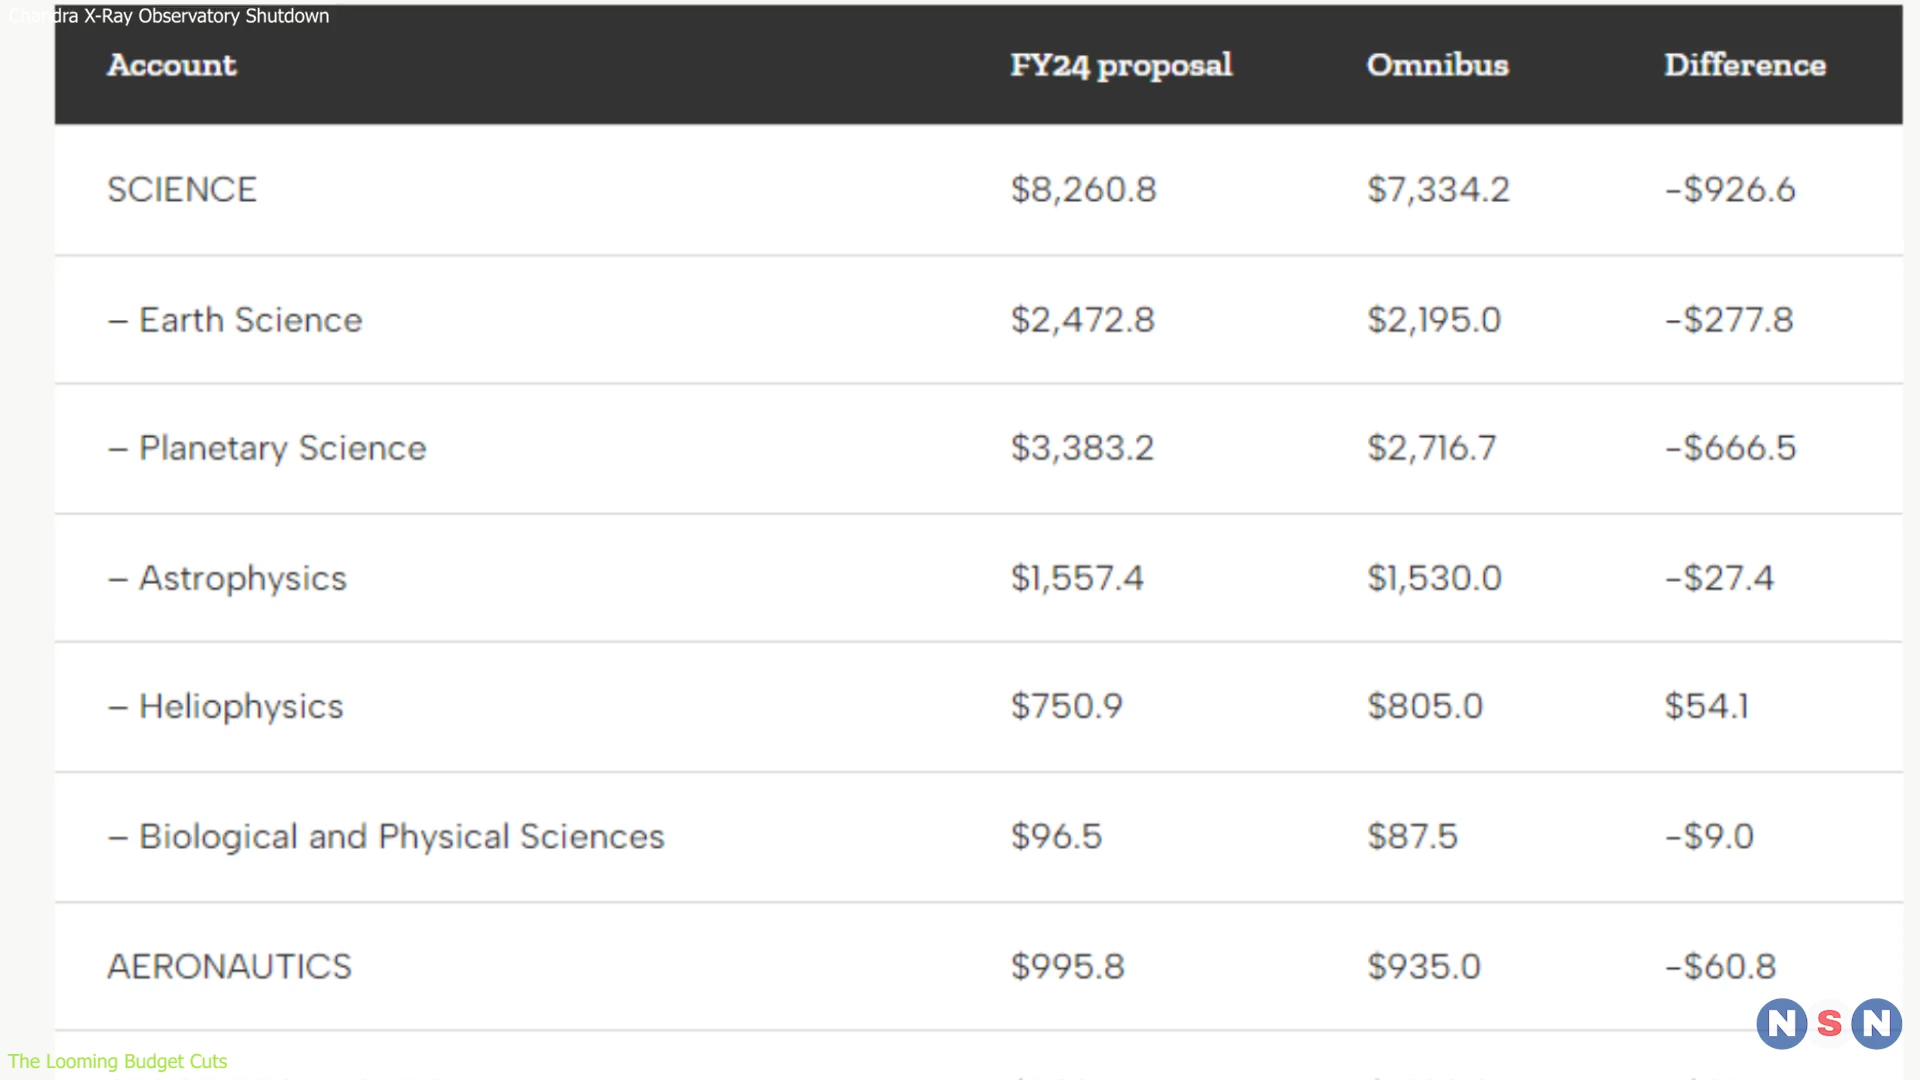 Chandra X-Ray Observatory Shutdown
Account FY24 proposal Omnibus Difference
SCIENCE $8,260.8 $7,334.2 -$926.6
– Earth Science $2,472.8 $2,195.0 -$277.8
– Planetary Science $3,383.2 $2,716.7 -$666.5
– Astrophysics $1,557.4 $1,530.0 -$27.4
– Heliophysics $750.9 $805.0 $54.1
– Biological and Physical Sciences $96.5 $87.5 -$9.0
AERONAUTICS $995.8 $935.0 -$60.8
N S N
The Looming Budget Cuts